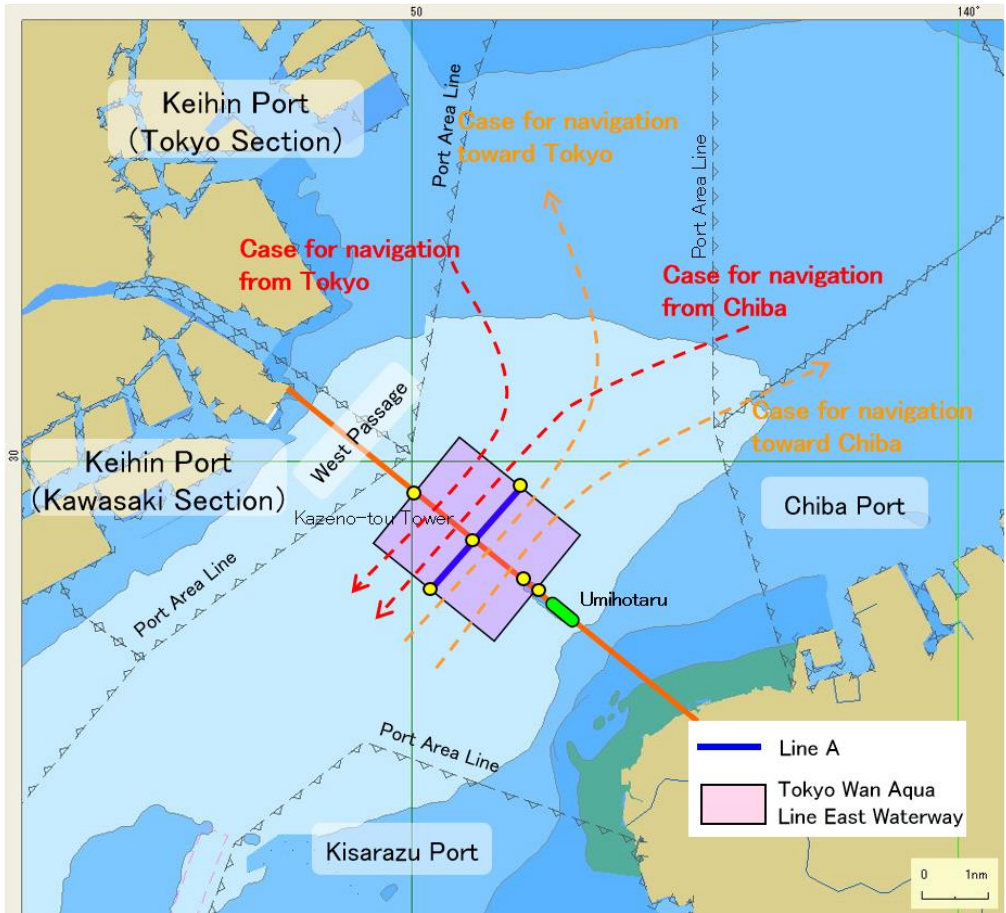 50
140°
Keihin Port
(Tokyo Section)
Port Area Line
Case for navigation
toward Tokyo
Port Area Line
Case for navigation
from Tokyo
Case for navigation
from Chiba
West Passage
Case for navigation
toward Chiba
30
Keihin Port
(Kawasaki Section)
Kazeno-tou Tower
Chiba Port
Port Area Line
Umihotaru
Port Area Line
Line A
Tokyo Wan Aqua
Line East Waterway
Kisarazu Port
0 1nm